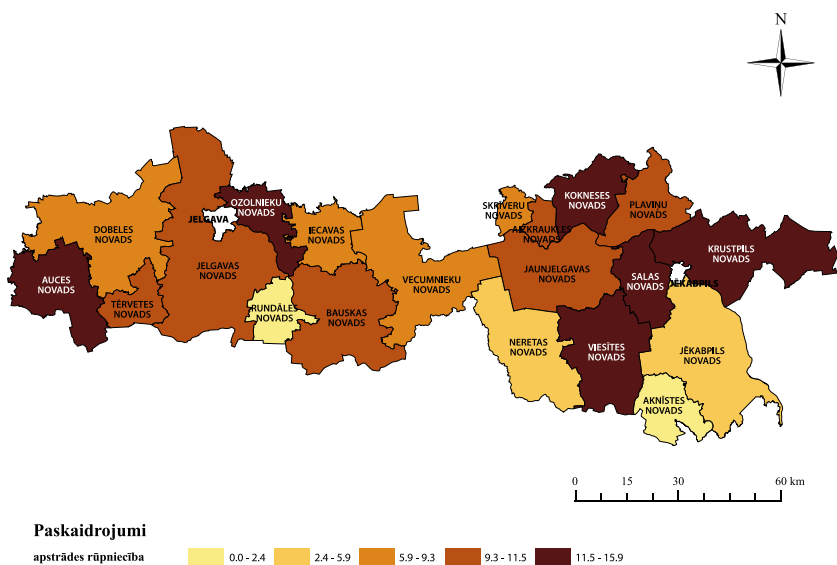 N
OZOLNIEKU
NOVADS
JELGAVA
DOBELES
NOVADS
IECAVAS
NOVADS
SKRĪVERU
NOVADS
KOKNESES
NOVADS
PĻAVIŅU
NOVADS
AIZKRAUKLES
NOVADS
AUCES
NOVADS
TĒRVETES
NOVADS
JELGAVAS
NOVADS
RUNDĀLES
NOVADS
BAUSKAS
NOVADS
VECUMNIEKU
NOVADS
JAUNJELGAVAS
NOVADS
SALAS
NOVADS
KRUSTPILS
NOVADS
JĒKABPILS
NERETAS
NOVADS
VIESĪTES
NOVADS
JĒKABPILS
NOVADS
AKNĪSTES
NOVADS
0 15 30 60 km
Paskaidrojumi
apstrādes rūpniecība 0.0 - 2.4 2.4 - 5.9 5.9 - 9.3 9.3 - 11.5 11.5 - 15.9